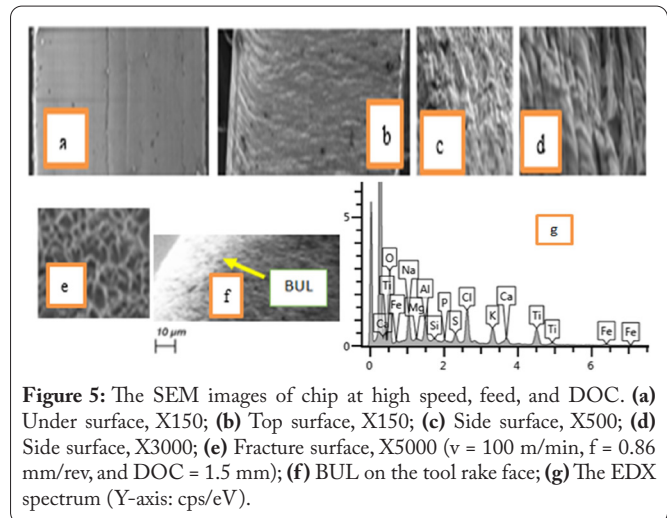 a
b
c
d
e
f
BUL
10 µm
g
5
0
O
Na
Ti
Al
Cl
Fe
P
Ca
Mg
S
K
Ti
Ca
Si
Ti
Fe
Fe
0
2
4
6
Figure 5: The SEM images of chip at high speed, feed, and DOC. (a)
Under surface, X150; (b) Top surface, X150; (c) Side surface, X500; (d)
Side surface, X3000; (e) Fracture surface, X5000 (v = 100 m/min, f = 0.86
mm/rev, and DOC = 1.5 mm); (f) BUL on the tool rake face; (g) The EDX
spectrum (Y-axis: cps/eV).